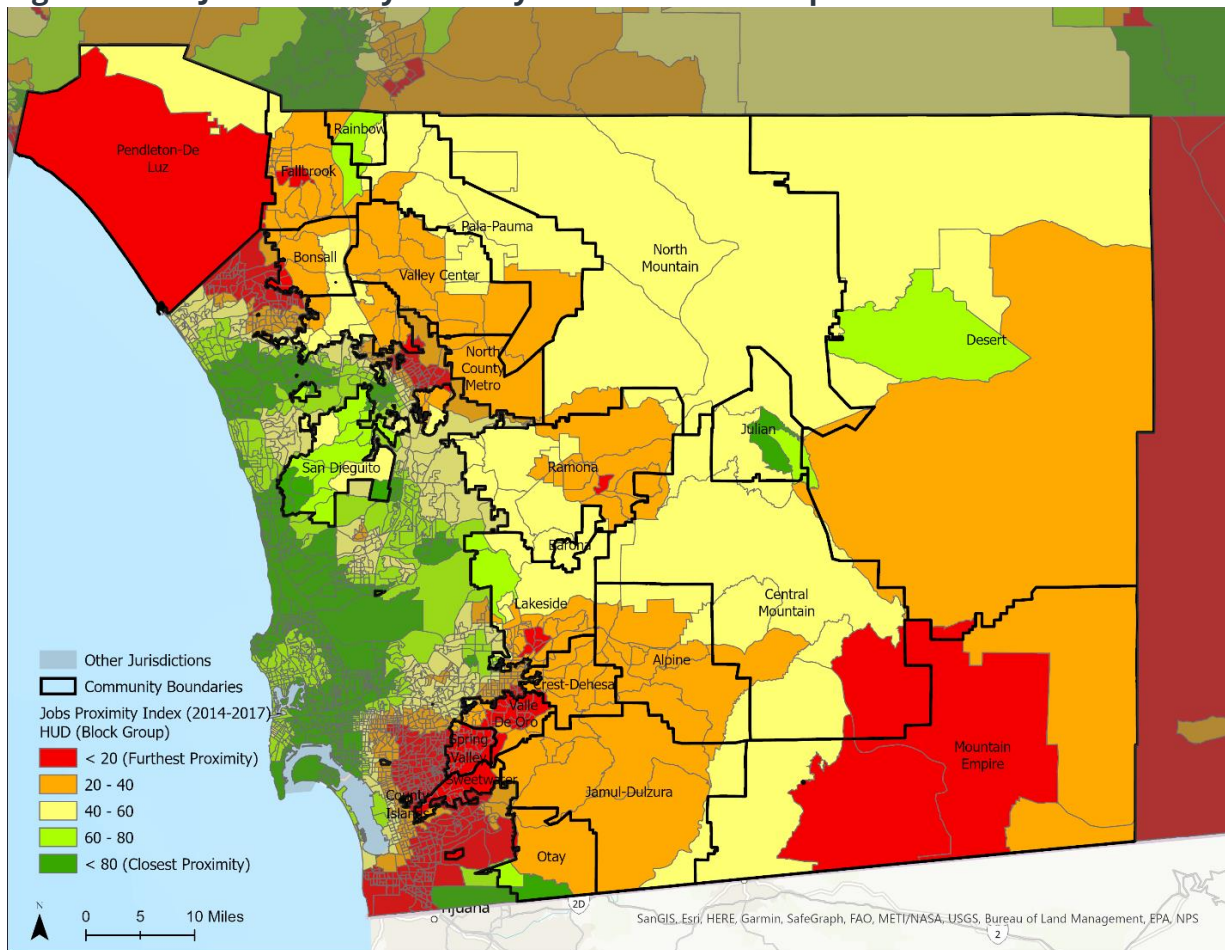 Pendleton-De
Luz
Rainbow
Fallbrook
Pala-Pauma
Bonsall
Valley Center
North
Mountain
Desert
North
County
Metro
Julian
San Dieguito
Ramona
Barona
Lakeside
Central
Mountain
Alpine
Crest-Dehesa
Valle
De Oro
Spring
Valley
Sweetwater
County
Islands
Mountain
Empire
Jamul-Dulzura
Otay
Other Jurisdictions
Community Boundaries
Jobs Proximity Index (2014-2017)
HUD (Block Group)
< 20 (Furthest Proximity)
20 - 40
40 - 60
60 - 80
< 80 (Closest Proximity)
N
0 5 10 Miles
2D
2
SanGIS, Esri, HERE, Garmin, SafeGraph, FAO, METI/NASA, USGS, Bureau of Land Management, EPA, NPS